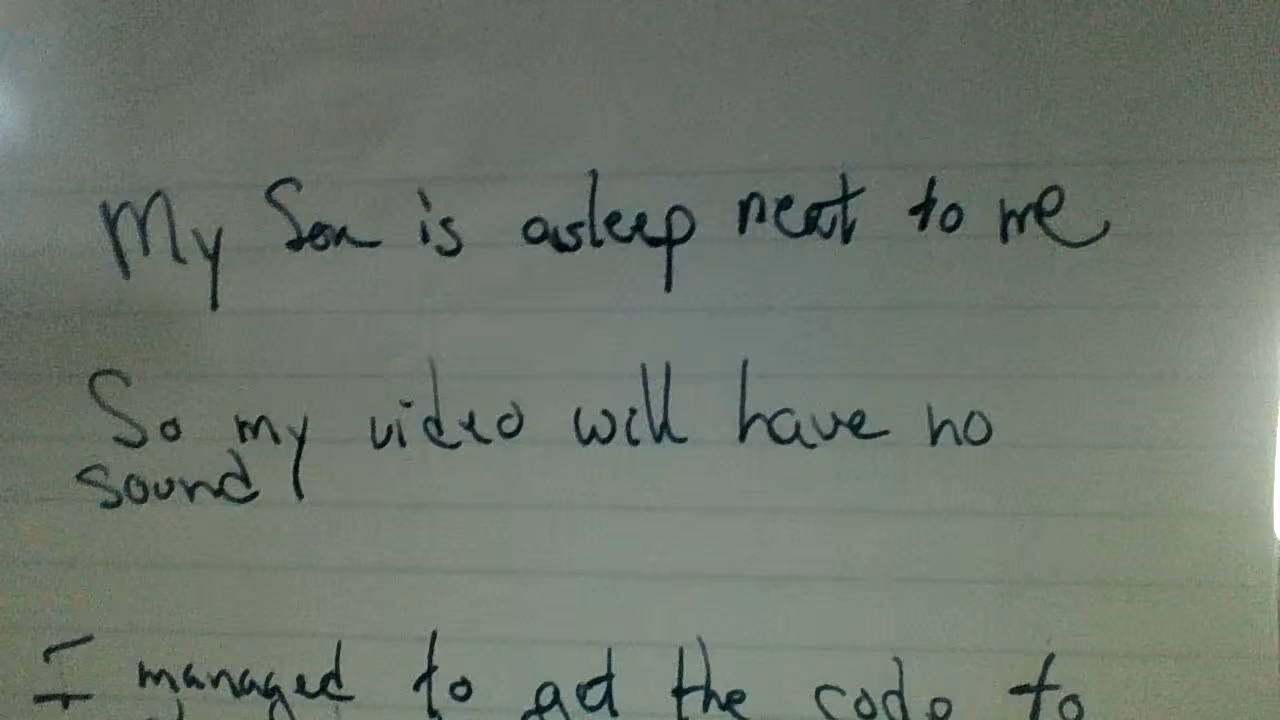 My Son is asleep next to me
So my video will have no
sound
I managed to ad the code to